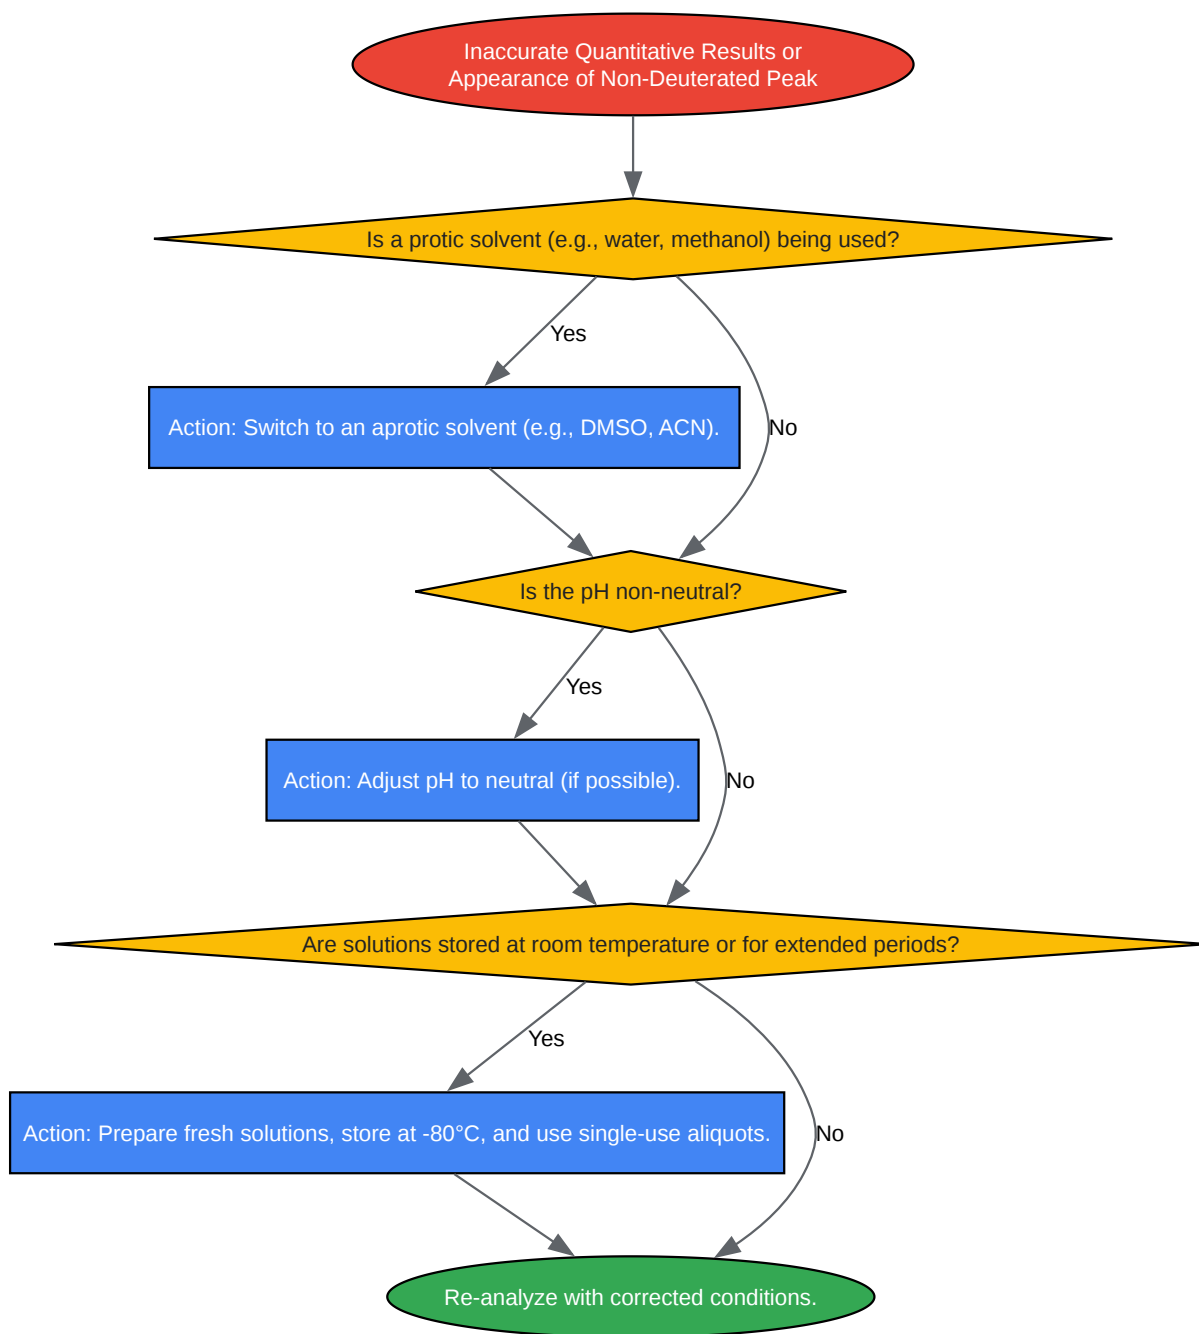 Inaccurate Quantitative Results or
Appearance of Non-Deuterated Peak
Is a protic solvent (e.g., water, methanol) being used?
Yes
Action: Switch to an aprotic solvent (e.g., DMSO, ACN).
No
Is the pH non-neutral?
Yes
Action: Adjust pH to neutral (if possible).
No
Are solutions stored at room temperature or for extended periods?
Yes
Action: Prepare fresh solutions, store at -80°C, and use single-use aliquots.
No
Re-analyze with corrected conditions.